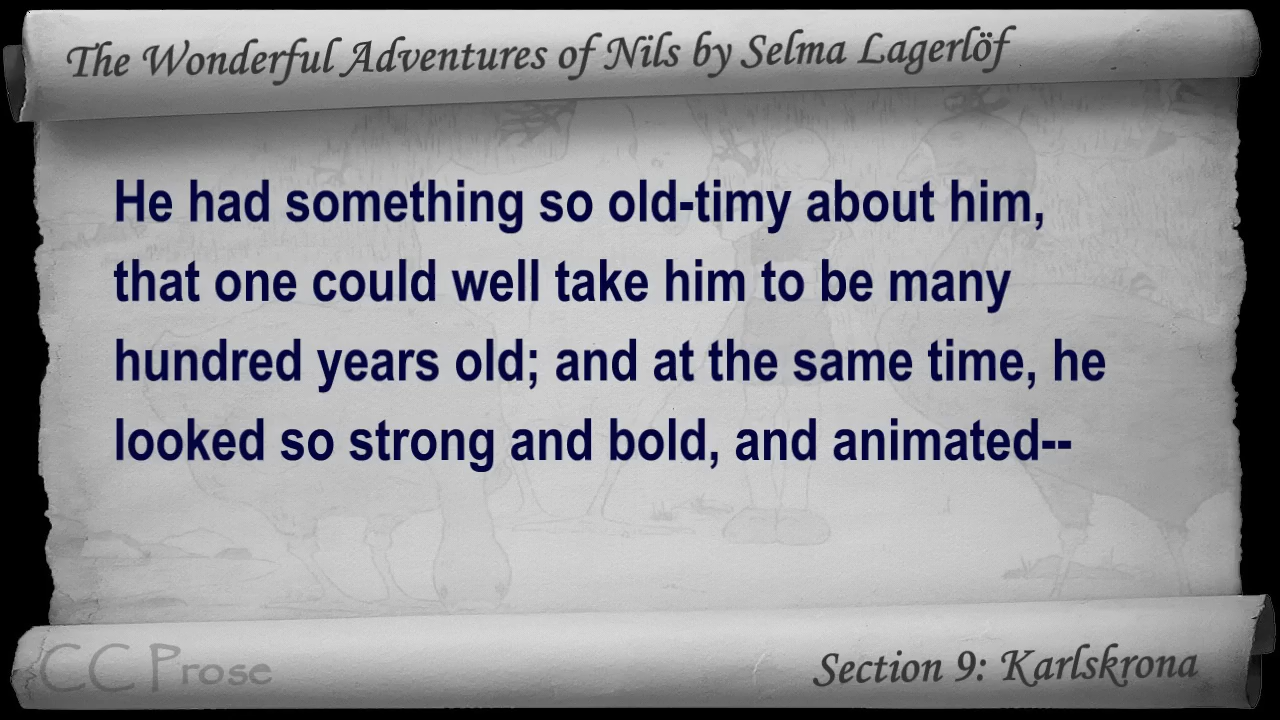 The Wonderful Adventures of Nils by Selma Lagerlöf
He had something so old-timy about him,
that one could well take him to be many
hundred years old; and at the same time, he
looked so strong and bold, and animated--
CC Prose
Section 9: Karlskrona